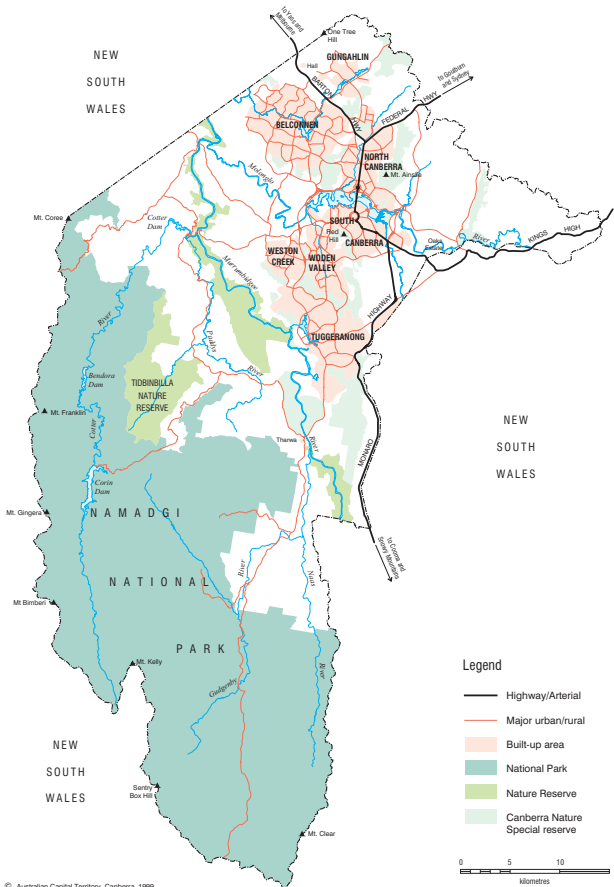 to Yass and
Melbourne
One Tree
Hill
GUNGAHLIN
Hall
NEW
SOUTH
WALES
BARTON
HWY
to Goulburn
and Sydney
FEDERAL
HWY
BELCONNEN
NORTH
CANBERRA
Mt. Ainslie
Molonglo
Mt. Coree
Cotter
Dam
SOUTH
CANBERRA
Red
Hill
Oaks
Estate
River
KINGS
HIGH
WAY
WESTON
CREEK
WODEN
VALLEY
Murrumbidgee
HIGHWAY
River
Paddys
River
TUGGERANONG
Bendora
Dam
TIDBINBILLA
NATURE
RESERVE
Mt. Franklin
Cotter
NEW
SOUTH
WALES
Tharwa
River
MONARO
Corin
Dam
Mt. Gingera
NAMADGI
to Cooma and
Snowy Mountains
NATIONAL
River
Naas
Mt Bimberi
PARK
Mt. Kelly
River
Gudgenby
NEW
SOUTH
WALES
Sentry
Box Hill
Mt. Clear
Legend
Highway/Arterial
Major urban/rural
Built-up area
National Park
Nature Reserve
Canberra Nature
Special reserve
0 5 10
kilometres
© Australian Capital Territory, Canberra, 1999